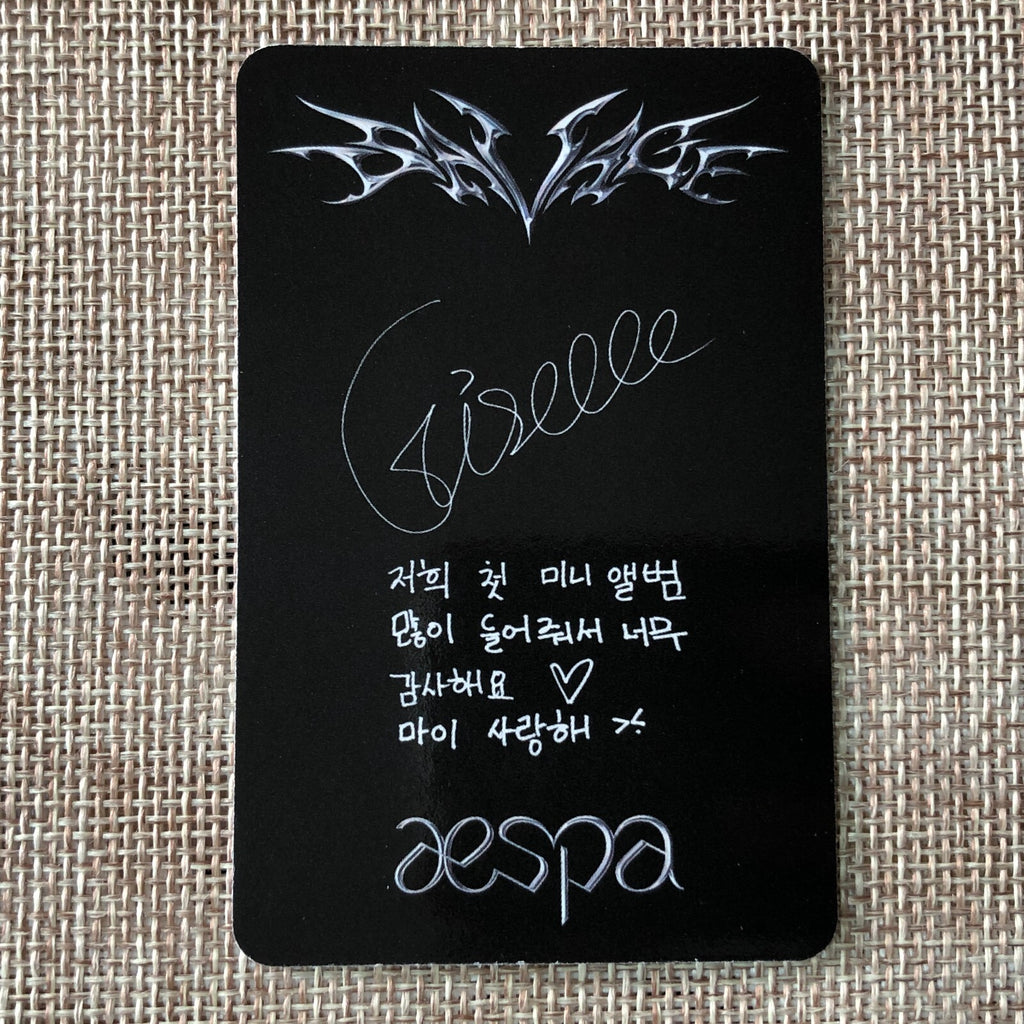 SAVAGE
Giselle
저희 첫 미니 앨범
많이 들어줘서 너무
감사해요 ♡
마이 사랑해
aespa